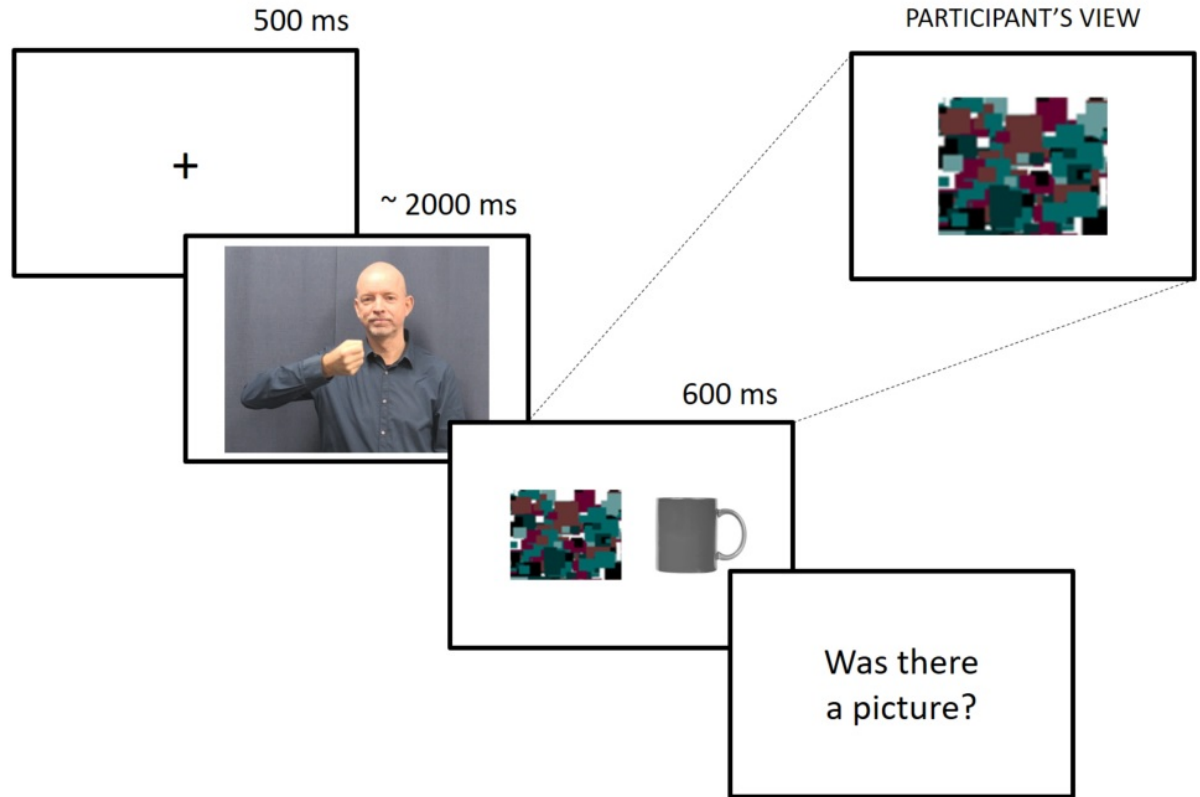 500 ms
PARTICIPANT'S VIEW
+
~ 2000 ms
600 ms
Was there
a picture?